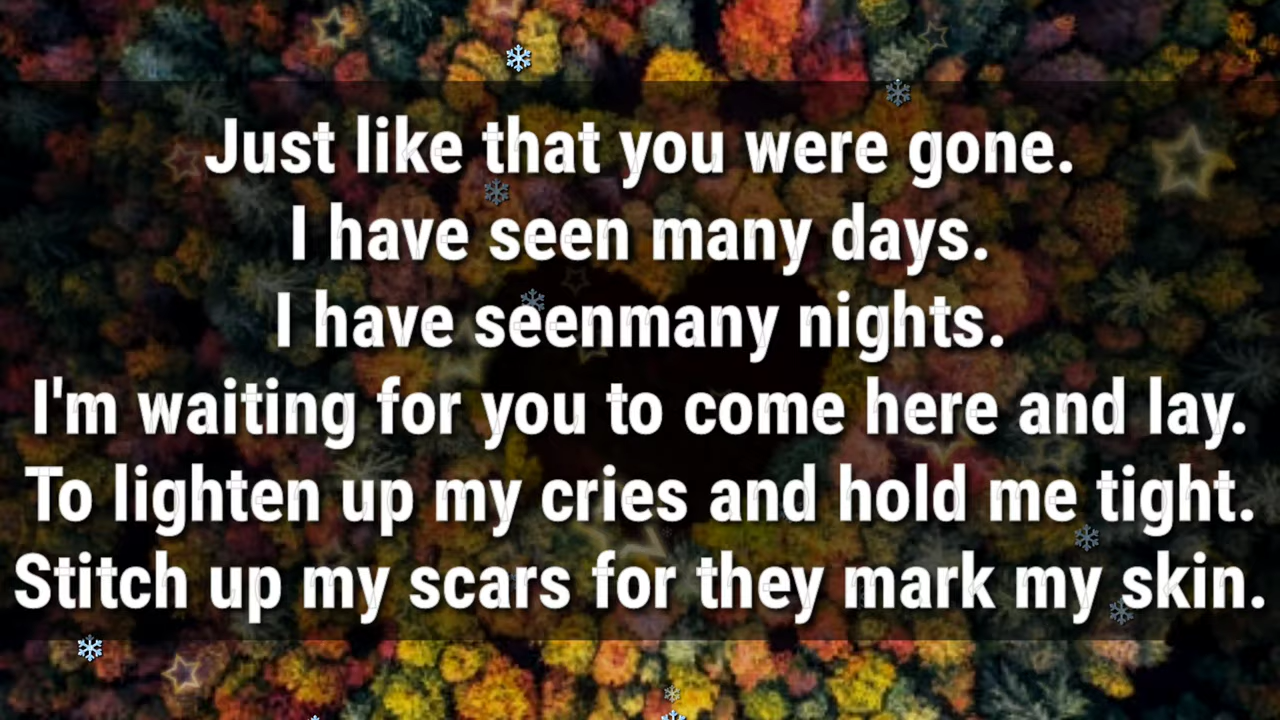 Just like that you were gone.
I have seen many days.
I have seenmany nights.
I'm waiting for you to come here and lay.
To lighten up my cries and hold me tight.
Stitch up my scars for they mark my skin.